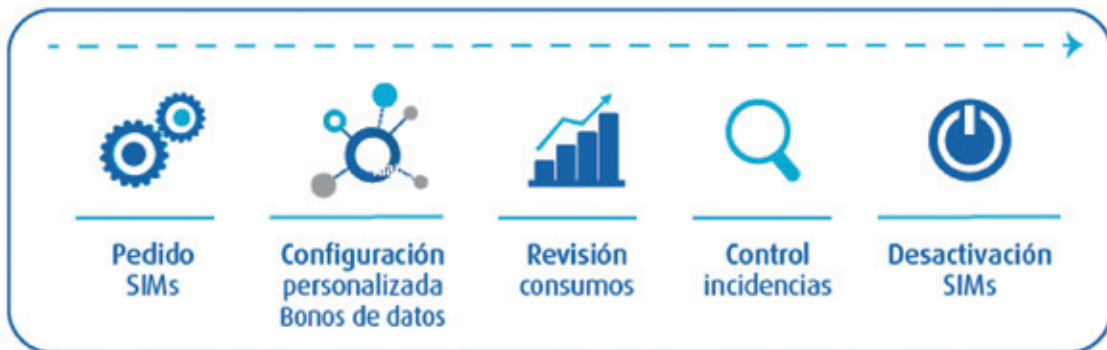 Pedido
SIMs
Configuración
personalizada
Bonos de datos
Revisión
consumos
Control
incidencias
Desactivación
SIMs